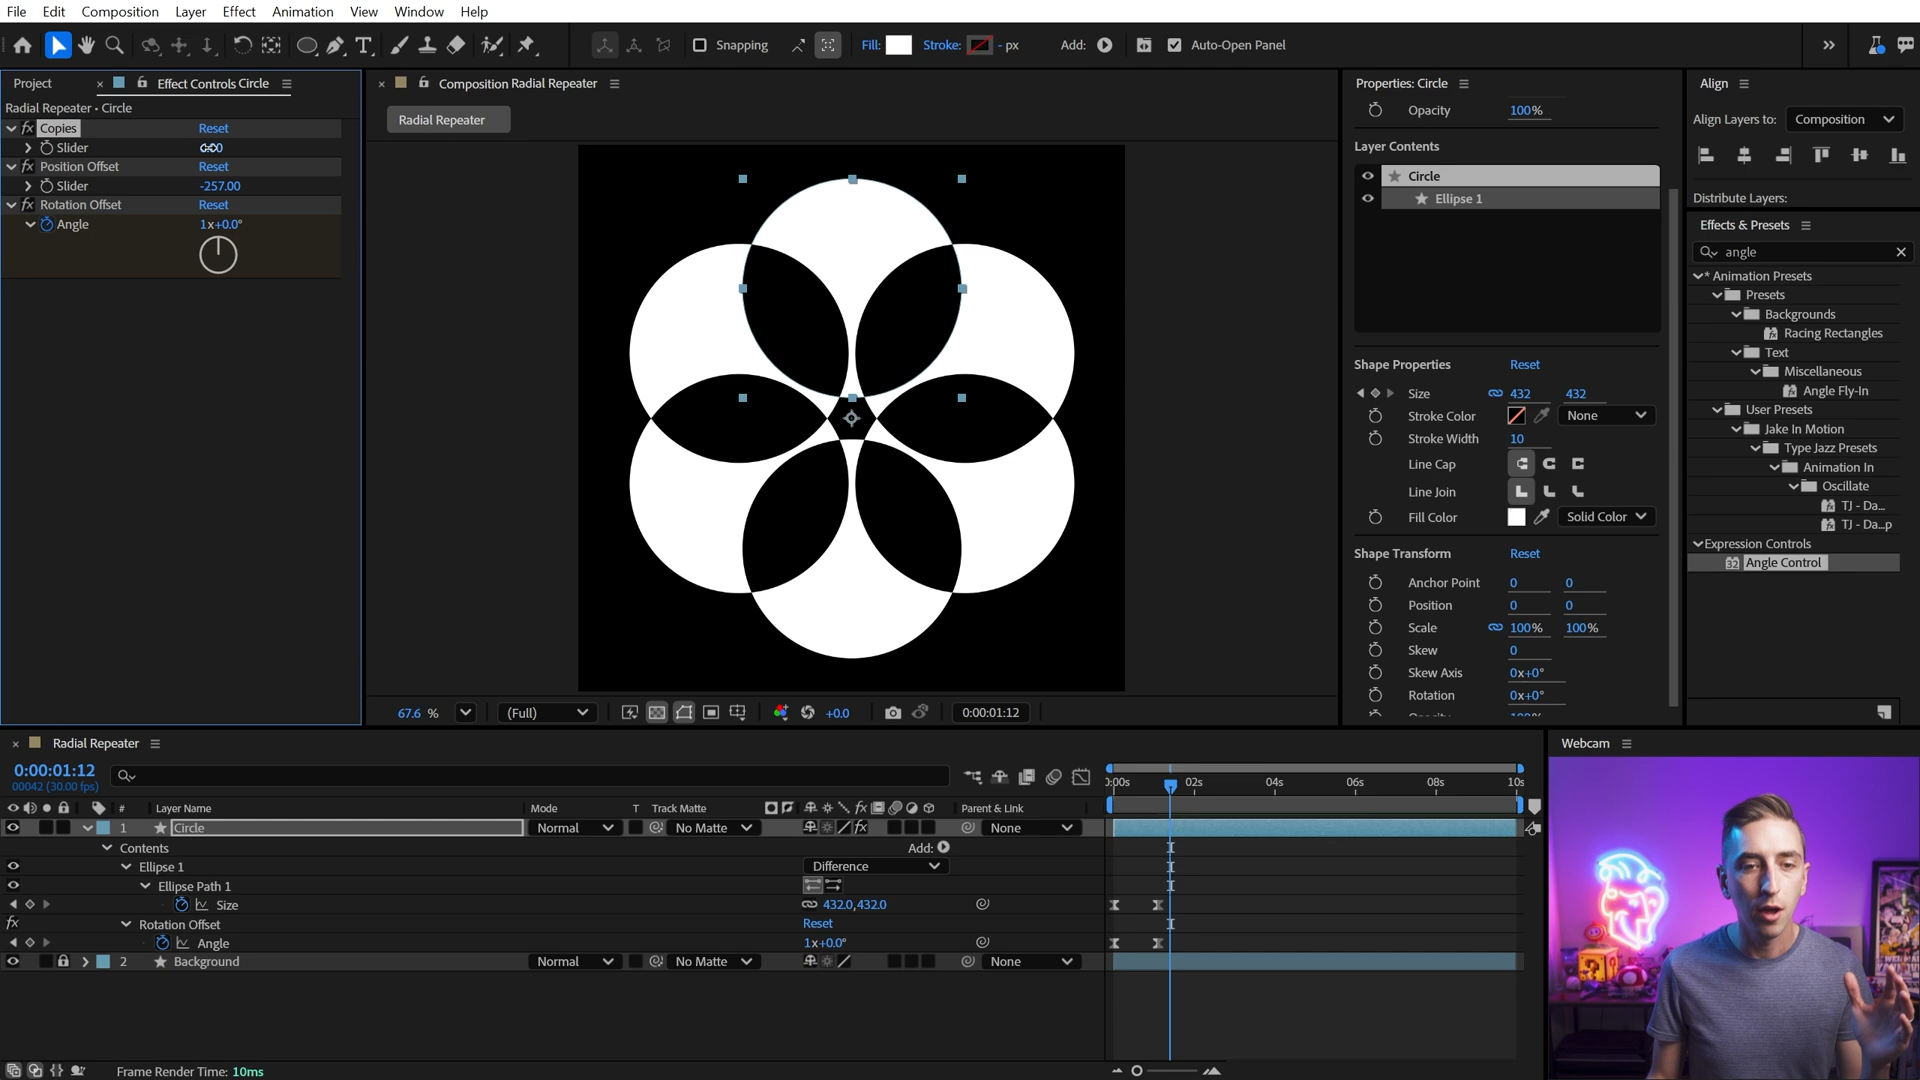 File Edit Composition Layer Effect Animation View Window Help
Snapping Fill: Stroke: - px Add: Auto-Open Panel
Project × Effect Controls Circle
Radial Repeater • Circle
fx Copies Reset
Slider
fx Position Offset Reset
Slider -257.00
fx Rotation Offset Reset
Angle 1x+0.0°
× Composition Radial Repeater
Radial Repeater
67.6 % (Full) +0.0 0:00:01:12
Properties: Circle
Opacity 100%
Layer Contents
Circle
Ellipse 1
Shape Properties Reset
Size 432 432
Stroke Color None
Stroke Width 10
Line Cap
Line Join
Fill Color Solid Color
Shape Transform Reset
Anchor Point 0 0
Position 0 0
Scale 100% 100%
Skew 0
Skew Axis 0x+0°
Rotation 0x+0°
Align
Align Layers to: Composition
Distribute Layers:
Effects & Presets
angle
* Animation Presets
Presets
Backgrounds
Racing Rectangles
Text
Miscellaneous
Angle Fly-In
User Presets
Jake In Motion
Type Jazz Presets
Animation In
Oscillate
TJ - Da...
TJ - Da...p
Expression Controls
32 Angle Control
× Radial Repeater
0:00:01:12
00042 (30.00 fps)
# Layer Name Mode T Track Matte fx Parent & Link
1 Circle Normal No Matte fx None
Contents Add:
Ellipse 1 Difference
Ellipse Path 1
Size 432.0,432.0
fx Rotation Offset Reset
Angle 1x+0.0°
2 Background Normal No Matte None
0:00s 02s 04s 06s 08s 10s
Frame Render Time: 10ms
Webcam